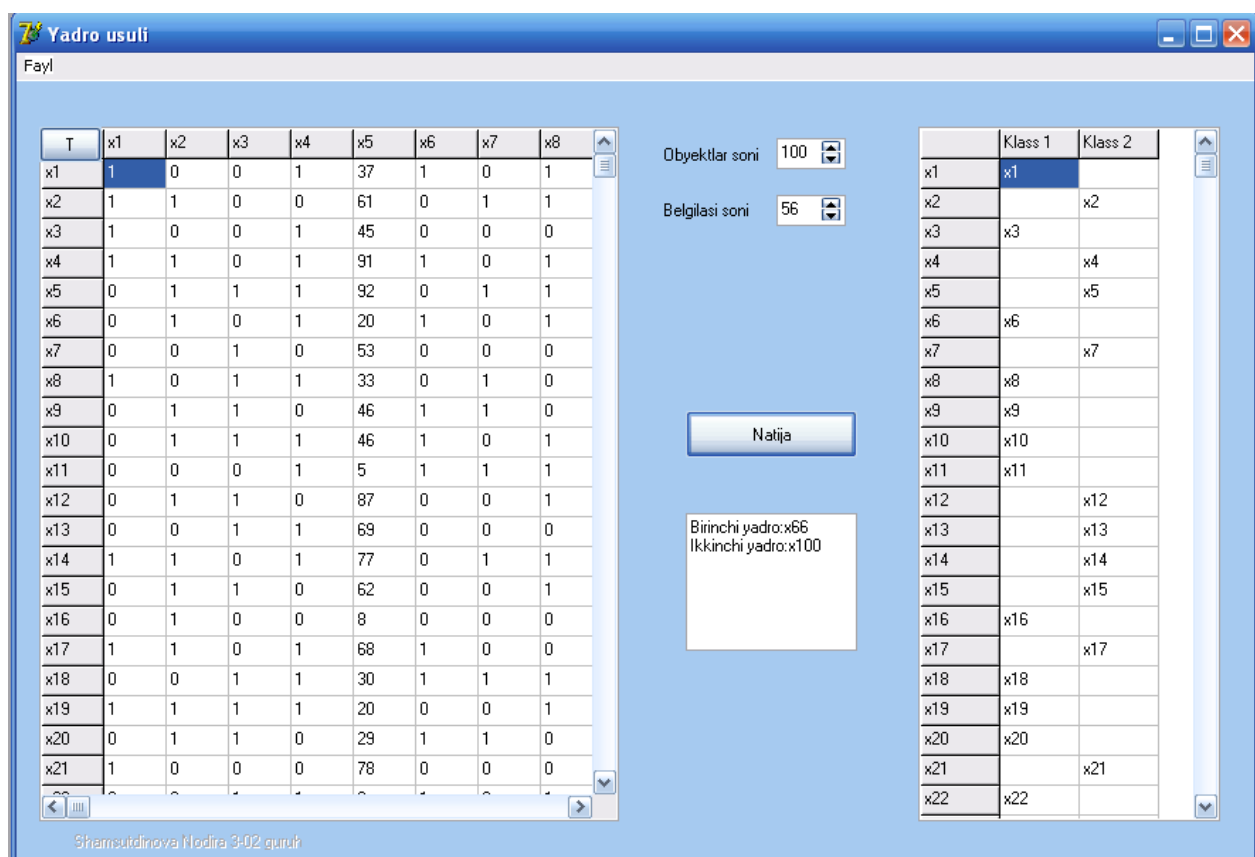 Yadro usuli
Fayl
T x1 x2 x3 x4 x5 x6 x7 x8
x1 1 0 0 1 37 1 0 1
x2 1 1 0 0 61 0 1 1
x3 1 0 0 1 45 0 0 0
x4 1 1 0 1 91 1 0 1
x5 0 1 1 1 92 0 1 1
x6 0 1 0 1 20 1 0 1
x7 0 0 1 0 53 0 0 0
x8 1 0 1 1 33 0 1 0
x9 0 1 1 0 46 1 1 0
x10 0 1 1 1 46 1 0 1
x11 0 0 0 1 5 1 1 1
x12 0 1 1 0 87 0 0 1
x13 0 0 1 1 69 0 0 0
x14 1 1 0 1 77 0 1 1
x15 0 1 1 0 62 0 0 1
x16 0 1 0 0 8 0 0 0
x17 1 1 0 1 68 1 0 0
x18 0 0 1 1 30 1 1 1
x19 1 1 1 1 20 0 0 1
x20 0 1 1 0 29 1 1 0
x21 1 0 0 0 78 0 0 0
Obyektlar soni 100
Belgilasi soni 56
Natija
Birinchi yadro:x66
Ikkinchi yadro:x100
Klass 1 Klass 2
x1 x1
x2 x2
x3 x3
x4 x4
x5 x5
x6 x6
x7 x7
x8 x8
x9 x9
x10 x10
x11 x11
x12 x12
x13 x13
x14 x14
x15 x15
x16 x16
x17 x17
x18 x18
x19 x19
x20 x20
x21 x21
x22 x22
Shamsutdinova Nodira 3-02 guruh